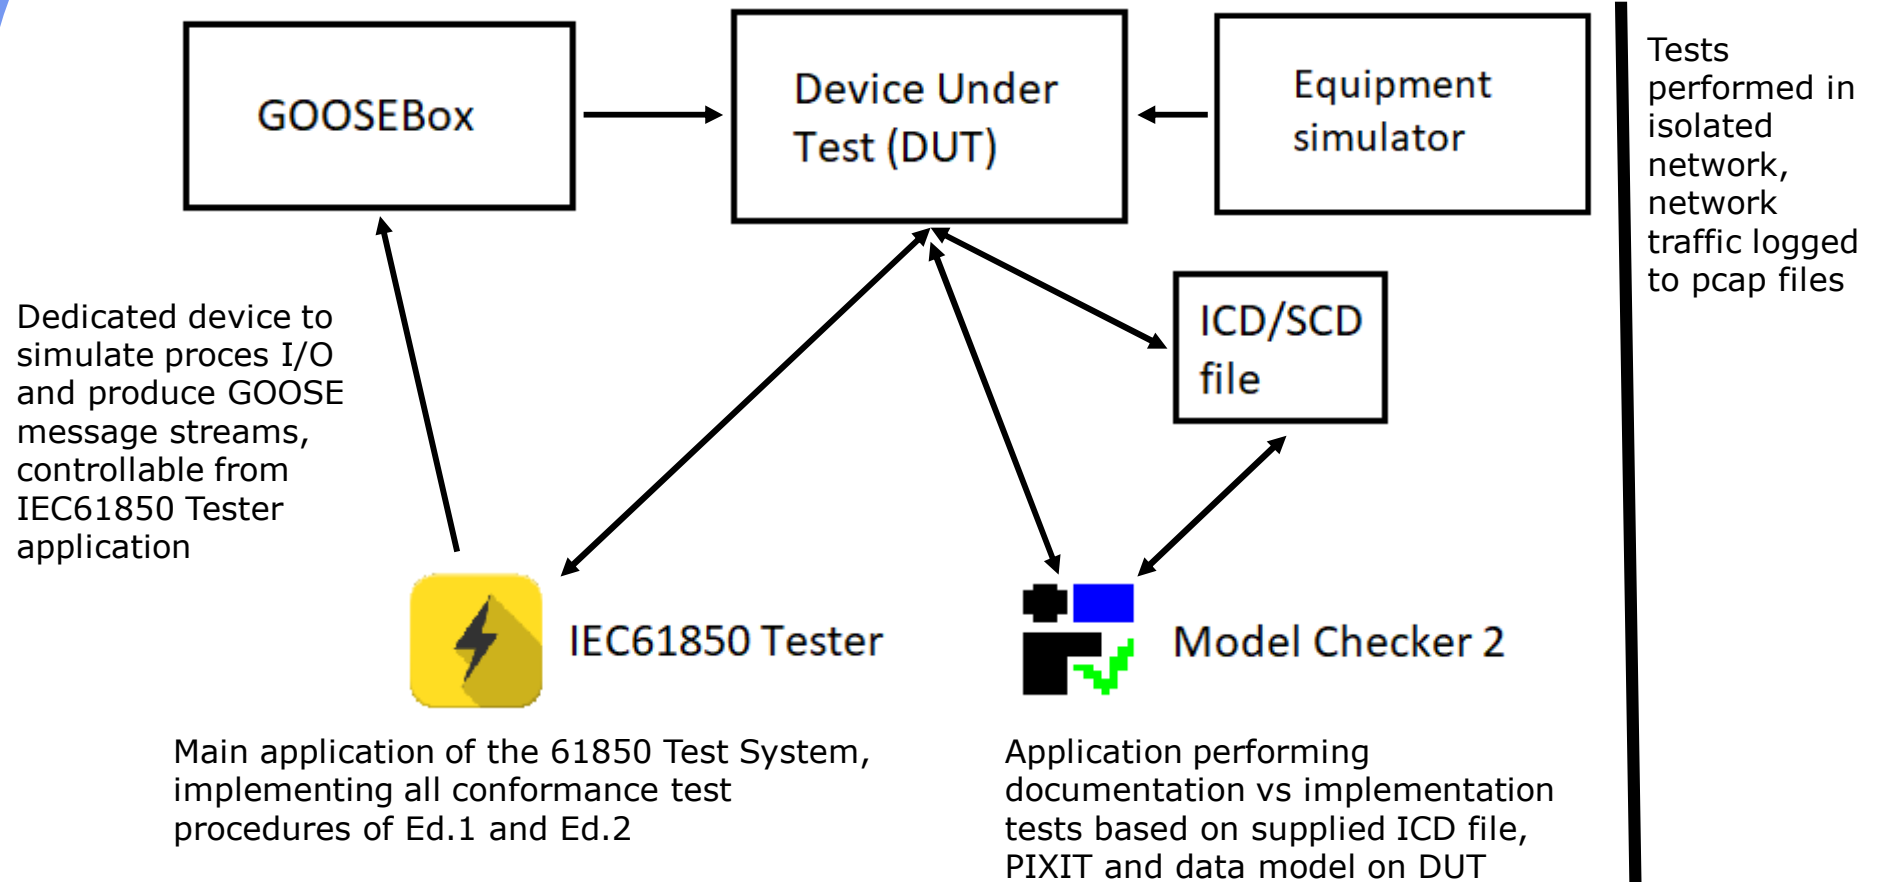 GOOSEBox
Device Under
Test (DUT)
Equipment
simulator
Tests
performed in
isolated
network,
network
traffic logged
to pcap files
ICD/SCD
file
Dedicated device to
simulate proces I/O
and produce GOOSE
message streams,
controllable from
IEC61850 Tester
application
IEC61850 Tester
Model Checker 2
Main application of the 61850 Test System,
implementing all conformance test
procedures of Ed.1 and Ed.2
Application performing
documentation vs implementation
tests based on supplied ICD file,
PIXIT and data model on DUT